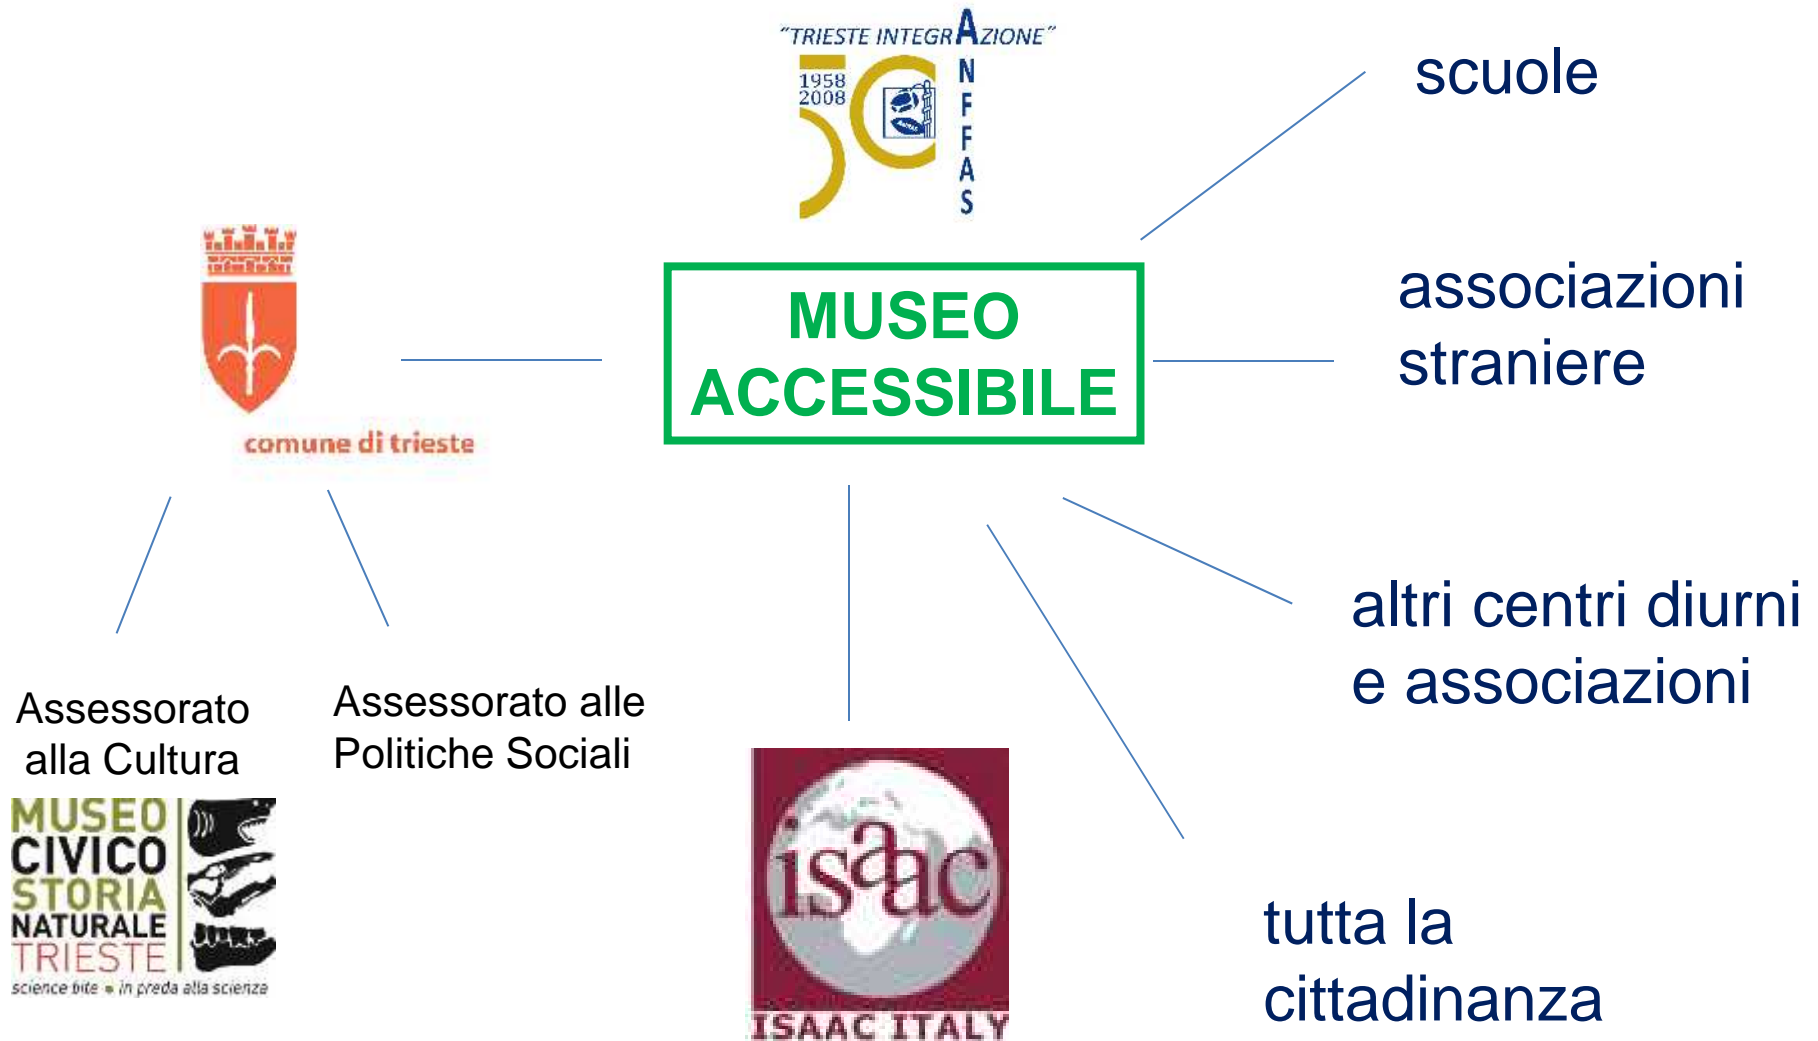 "TRIESTE INTEGRAZIONE"
1958
2008
ANFFAS
scuole
comune di trieste
MUSEO
ACCESSIBILE
associazioni
straniere
altri centri diurni
e associazioni
Assessorato
alla Cultura
Assessorato alle
Politiche Sociali
MUSEO
CIVICO
STORIA
NATURALE
TRIESTE
science bite • in preda alla scienza
isaac
ISAAC ITALY
tutta la
cittadinanza